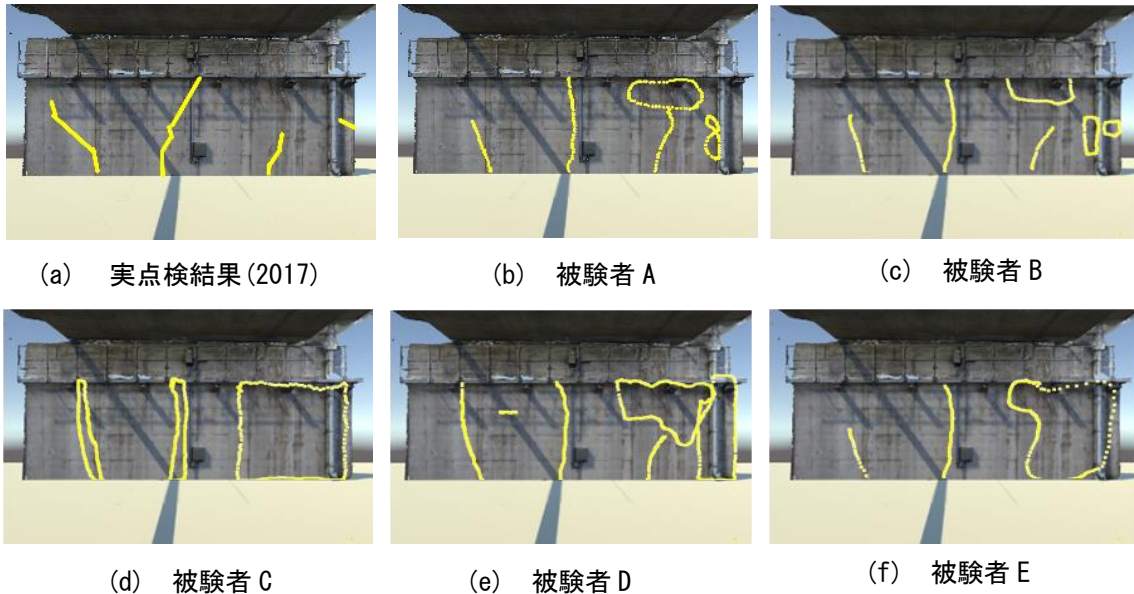 (a) 実点検結果(2017)
(b) 被験者 A
(c) 被験者 B
(d) 被験者 C
(e) 被験者 D
(f) 被験者 E